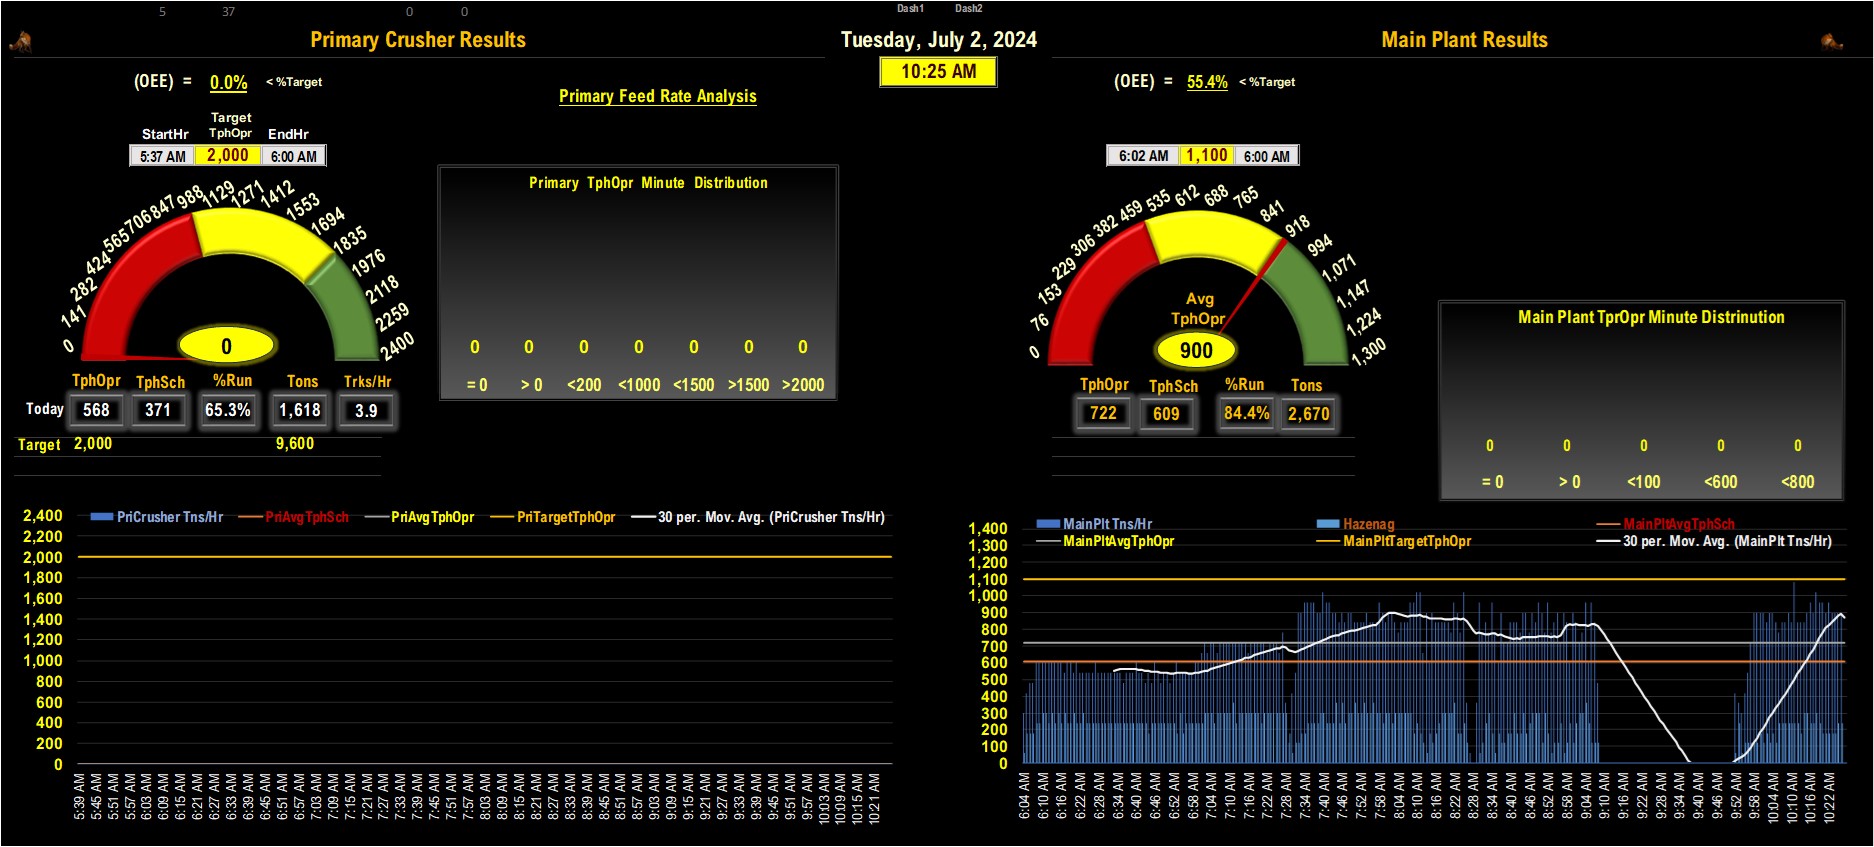 5 37 0 0 Dash1 Dash2
Primary Crusher Results
Tuesday, July 2, 2024
Main Plant Results
10:25 AM
(OEE) = 0.0% < %Target
Primary Feed Rate Analysis
(OEE) = 55.4% < %Target
StartHr Target TphOpr EndHr
5:37 AM 2,000 6:00 AM
6:02 AM 1,100 6:00 AM
Primary TphOpr Minute Distribution
0 141 282 424 565 706 847 988 1129 1271 1412 1553 1694 1835 1976 2118 2259 2400
0
0 0 0 0 0 0 0
= 0 > 0 <200 <1000 <1500 >1500 >2000
0 76 153 229 306 382 459 535 612 688 765 841 918 994 1,071 1,147 1,224 1,300
Avg
TphOpr
900
Main Plant TprOpr Minute Distrinution
0 0 0 0 0
= 0 > 0 <100 <600 <800
TphOpr TphSch %Run Tons Trks/Hr
Today 568 371 65.3% 1,618 3.9
Target 2,000 9,600
TphOpr TphSch %Run Tons
722 609 84.4% 2,670
PriCrusher Tns/Hr PriAvgTphSch PriAvgTphOpr PriTargetTphOpr 30 per. Mov. Avg. (PriCrusher Tns/Hr)
2,400
2,200
2,000
1,800
1,600
1,400
1,200
1,000
800
600
400
200
0
5:39 AM 5:45 AM 5:51 AM 5:57 AM 6:03 AM 6:09 AM 6:15 AM 6:21 AM 6:27 AM 6:33 AM 6:39 AM 6:45 AM 6:51 AM 6:57 AM 7:03 AM 7:09 AM 7:15 AM 7:21 AM 7:27 AM 7:33 AM 7:39 AM 7:45 AM 7:51 AM 7:57 AM 8:03 AM 8:09 AM 8:15 AM 8:21 AM 8:27 AM 8:33 AM 8:39 AM 8:45 AM 8:51 AM 8:57 AM 9:03 AM 9:09 AM 9:15 AM 9:21 AM 9:27 AM 9:33 AM 9:39 AM 9:45 AM 9:51 AM 9:57 AM 10:03 AM 10:09 AM 10:15 AM 10:21 AM
MainPlt Tns/Hr Hazenag MainPltAvgTphSch
MainPltAvgTphOpr MainPltTargetTphOpr 30 per. Mov. Avg. (MainPlt Tns/Hr)
1,400
1,300
1,200
1,100
1,000
900
800
700
600
500
400
300
200
100
0
6:04 AM 6:10 AM 6:16 AM 6:22 AM 6:28 AM 6:34 AM 6:40 AM 6:46 AM 6:52 AM 6:58 AM 7:04 AM 7:10 AM 7:16 AM 7:22 AM 7:28 AM 7:34 AM 7:40 AM 7:46 AM 7:52 AM 7:58 AM 8:04 AM 8:10 AM 8:16 AM 8:22 AM 8:28 AM 8:34 AM 8:40 AM 8:46 AM 8:52 AM 8:58 AM 9:04 AM 9:10 AM 9:16 AM 9:22 AM 9:28 AM 9:34 AM 9:40 AM 9:46 AM 9:52 AM 9:58 AM 10:04 AM 10:10 AM 10:16 AM 10:22 AM